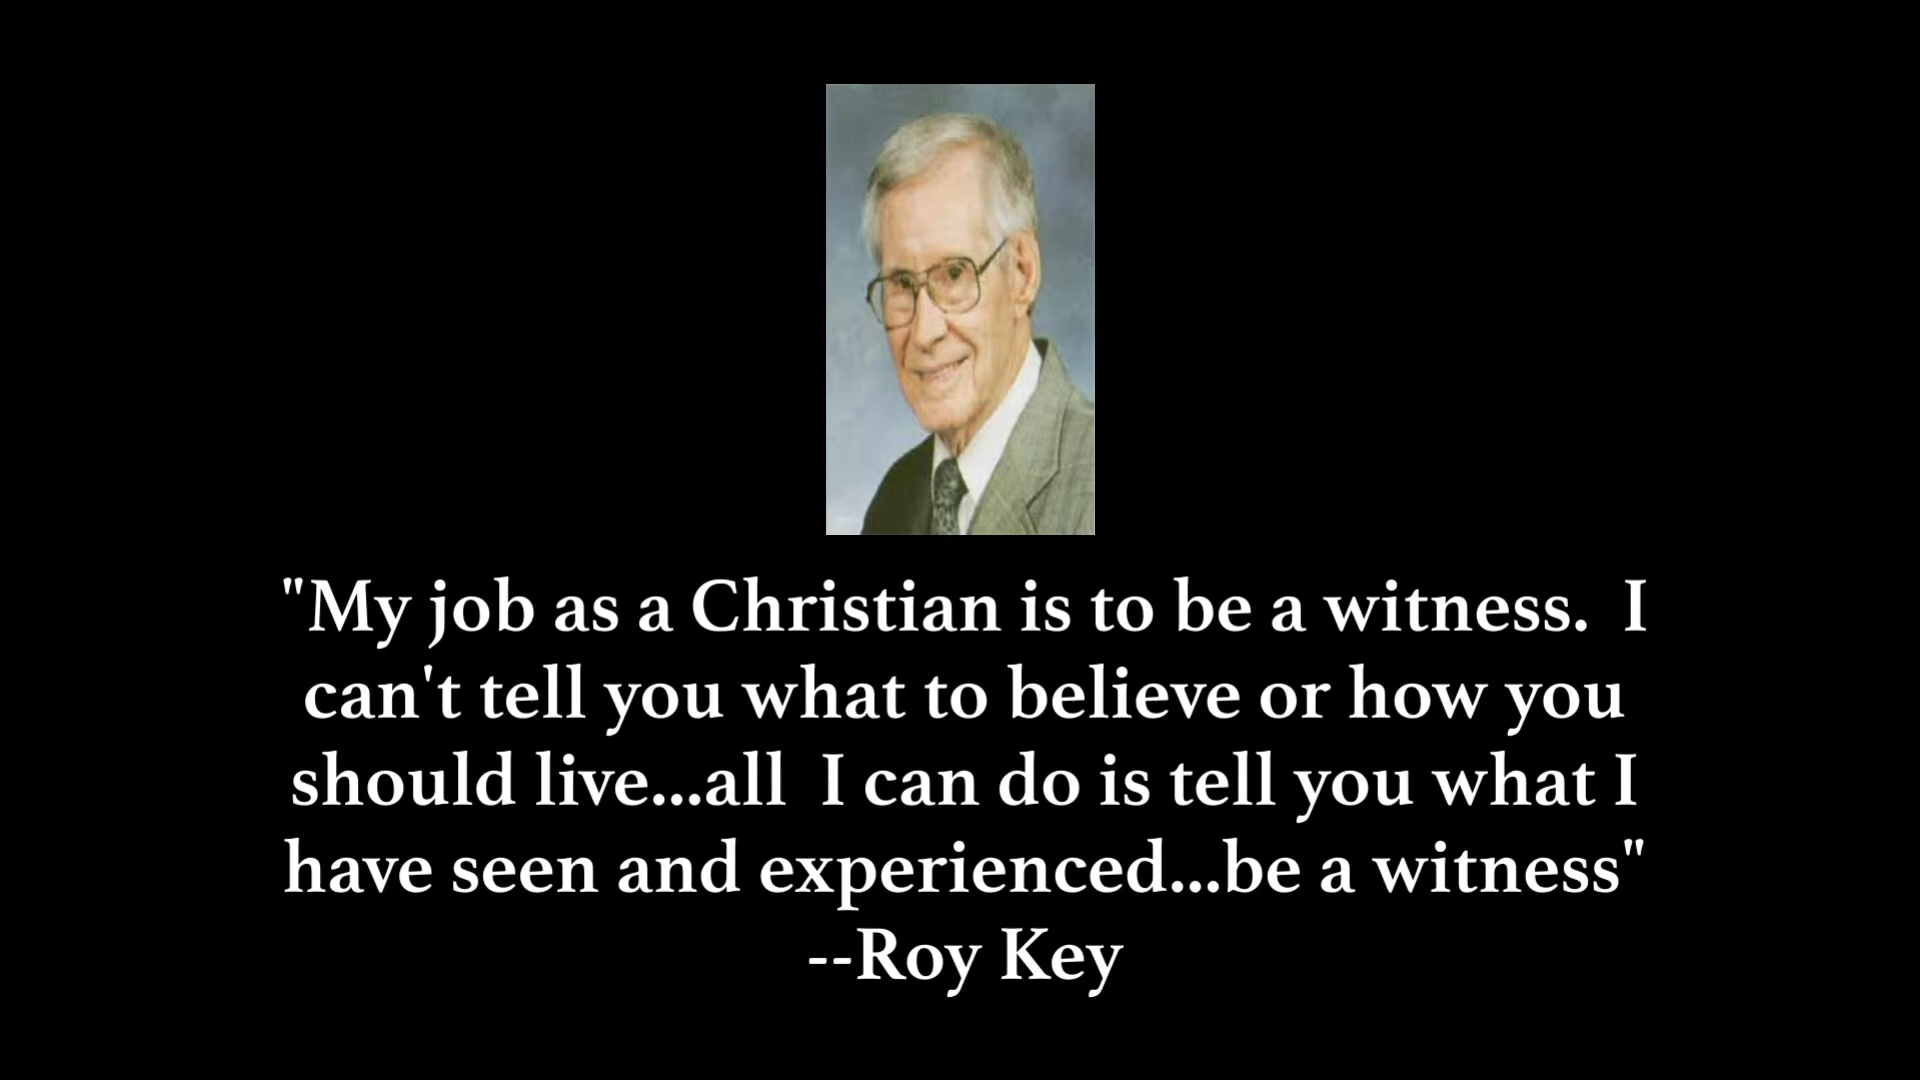 "My job as a Christian is to be a witness.  I
can't tell you what to believe or how you
should live...all  I can do is tell you what I
have seen and experienced...be a witness"
--Roy Key